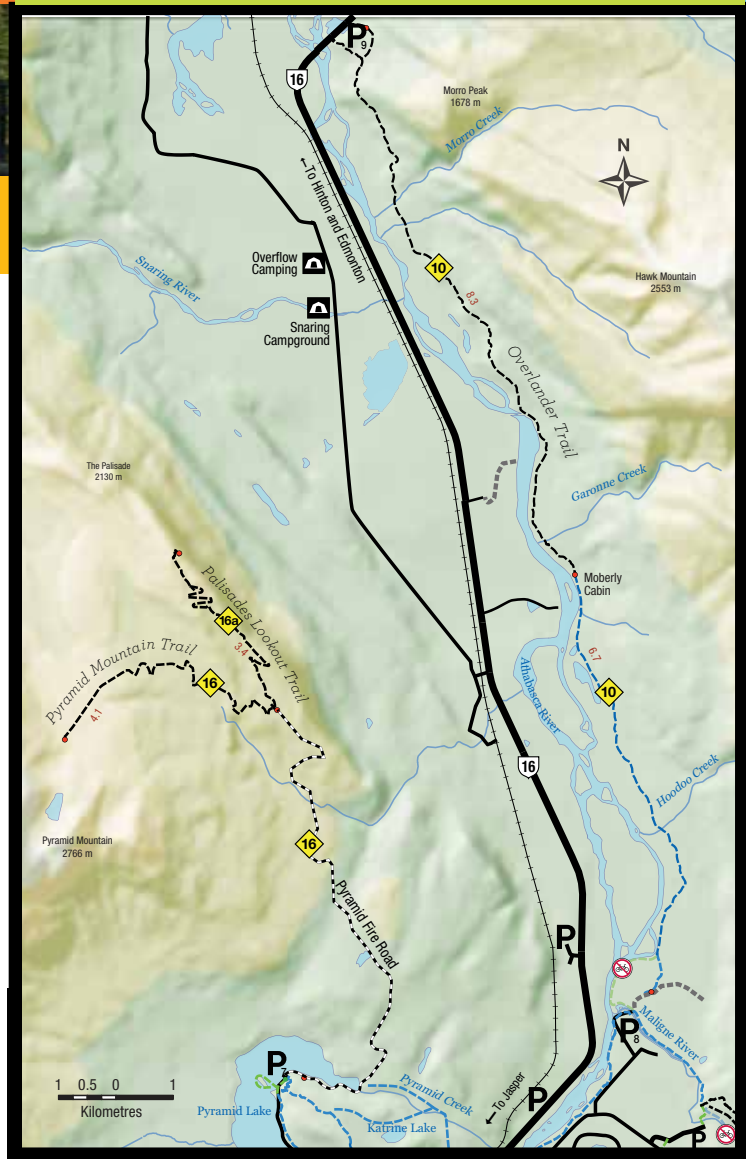 P9
16
Morro Peak
1678 m
Morro Creek
N
←To Hinton and Edmonton
Overflow
Camping
10
Snaring River
Hawk Mountain
2553 m
8.3
Snaring
Campground
Overlander Trail
The Palisade
2130 m
Garonne Creek
Moberly
Cabin
Palisades Lookout Trail
16a
3.4
Pyramid Mountain Trail
16
4.1
6.7
10
Athabasca River
16
Hoodoo Creek
Pyramid Mountain
2766 m
16
Pyramid Fire Road
P
Maligne River
P8
P
1 0.5 0 1
Kilometres
Pyramid Lake
Pyramid Creek
Katrine Lake
←To Jasper
P
P